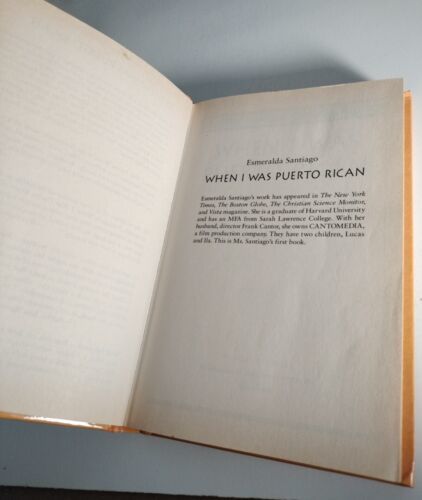 Esmeralda Santiago
WHEN I WAS PUERTO RICAN
Esmeralda Santiago's work has appeared in The New York
Times, The Boston Globe, The Christian Science Monitor,
and Vista magazine. She is a graduate of Harvard University
and has an MFA from Sarah Lawrence College. With her
husband, director Frank Cantor, she owns CANTOMEDIA,
a film production company. They have two children, Lucas
and Ila. This is Ms. Santiago's first book.